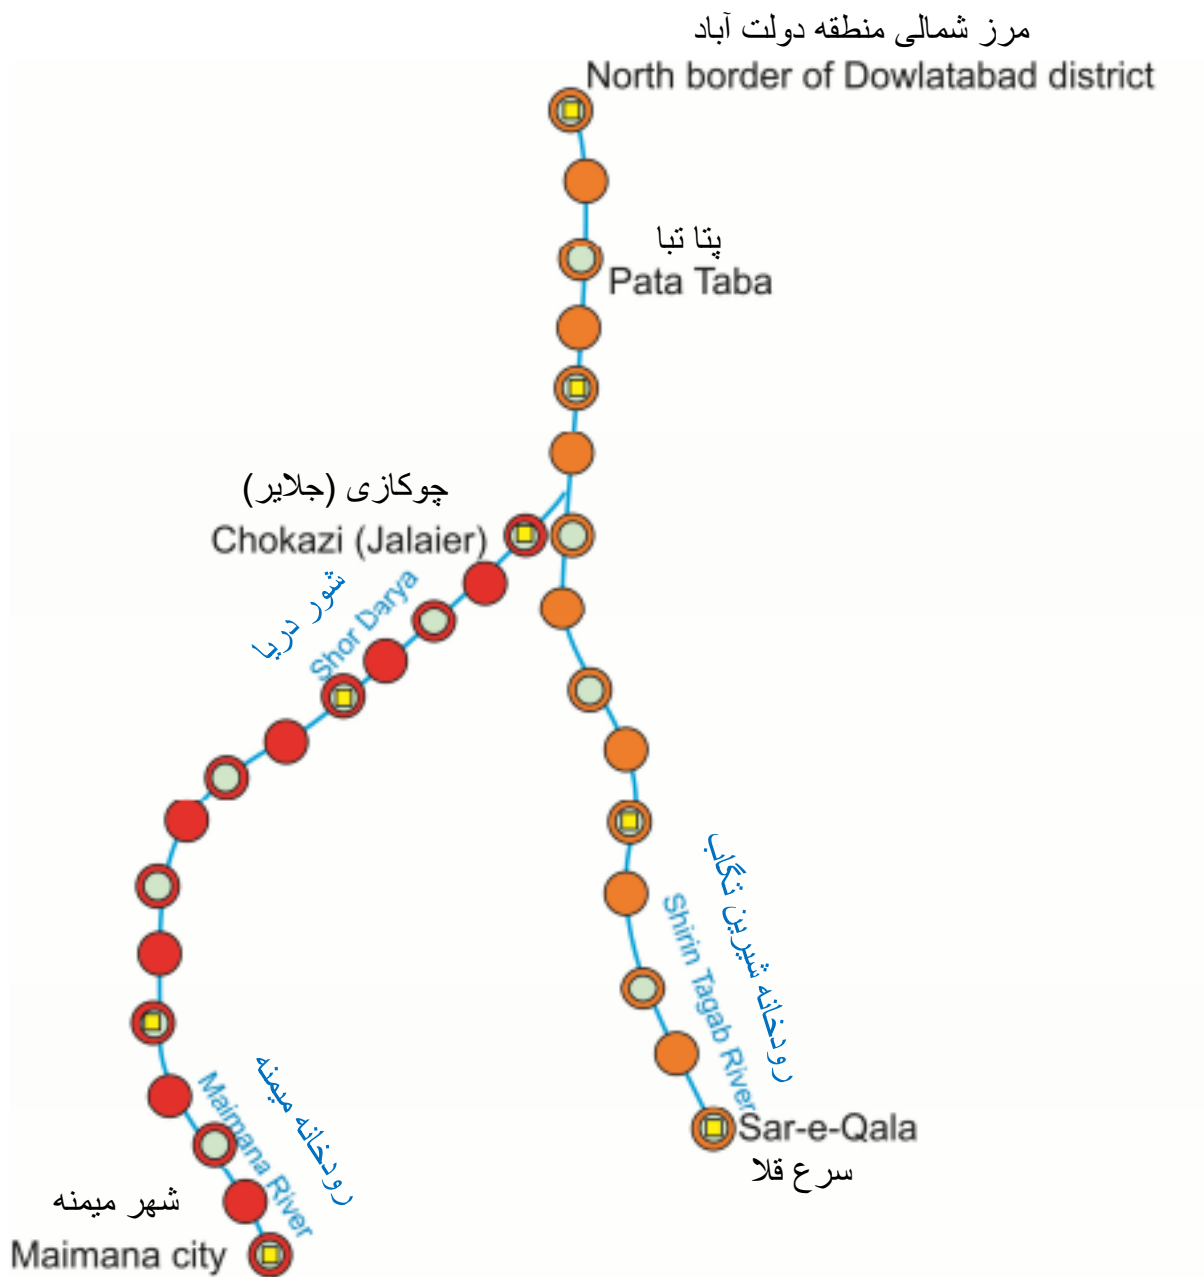 مرز شمالی منطقه دولت آباد
North border of Dowlatabad district
پتا تبا
Pata Taba
چوکازی (جلایر)
Chokazi (Jalaier)
شور دریا
Shor Darya
رودخانه شیرین تگاب
Shirin Tagab River
رودخانه میمنه
Maimana River
Sar-e-Qala
سرع قلا
شهر میمنه
Maimana city